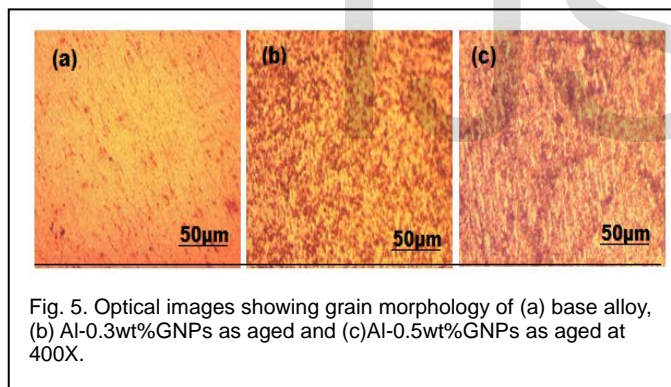 (a)
(b)
(c)
50µm
50µm
50µm
Fig. 5. Optical images showing grain morphology of (a) base alloy,
(b) Al-0.3wt%GNPs as aged and (c)Al-0.5wt%GNPs as aged at
400X.